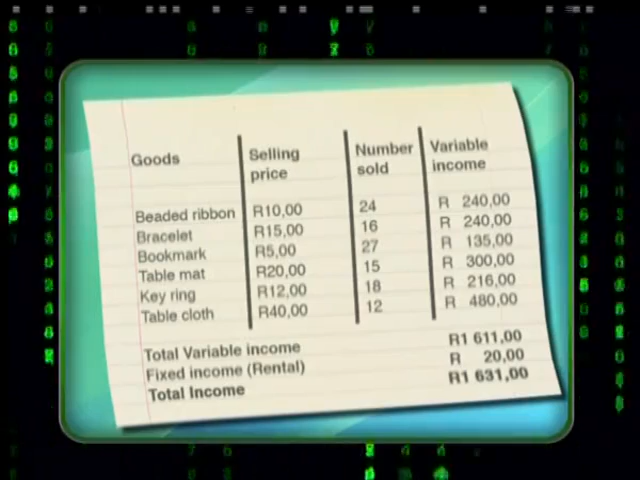 Goods Selling price Number sold Variable income
Beaded ribbon R10,00 24 R 240,00
Bracelet R15,00 16 R 240,00
Bookmark R5,00 27 R 135,00
Table mat R20,00 15 R 300,00
Key ring R12,00 18 R 216,00
Table cloth R40,00 12 R 480,00
Total Variable income R1 611,00
Fixed income (Rental) R 20,00
Total Income R1 631,00